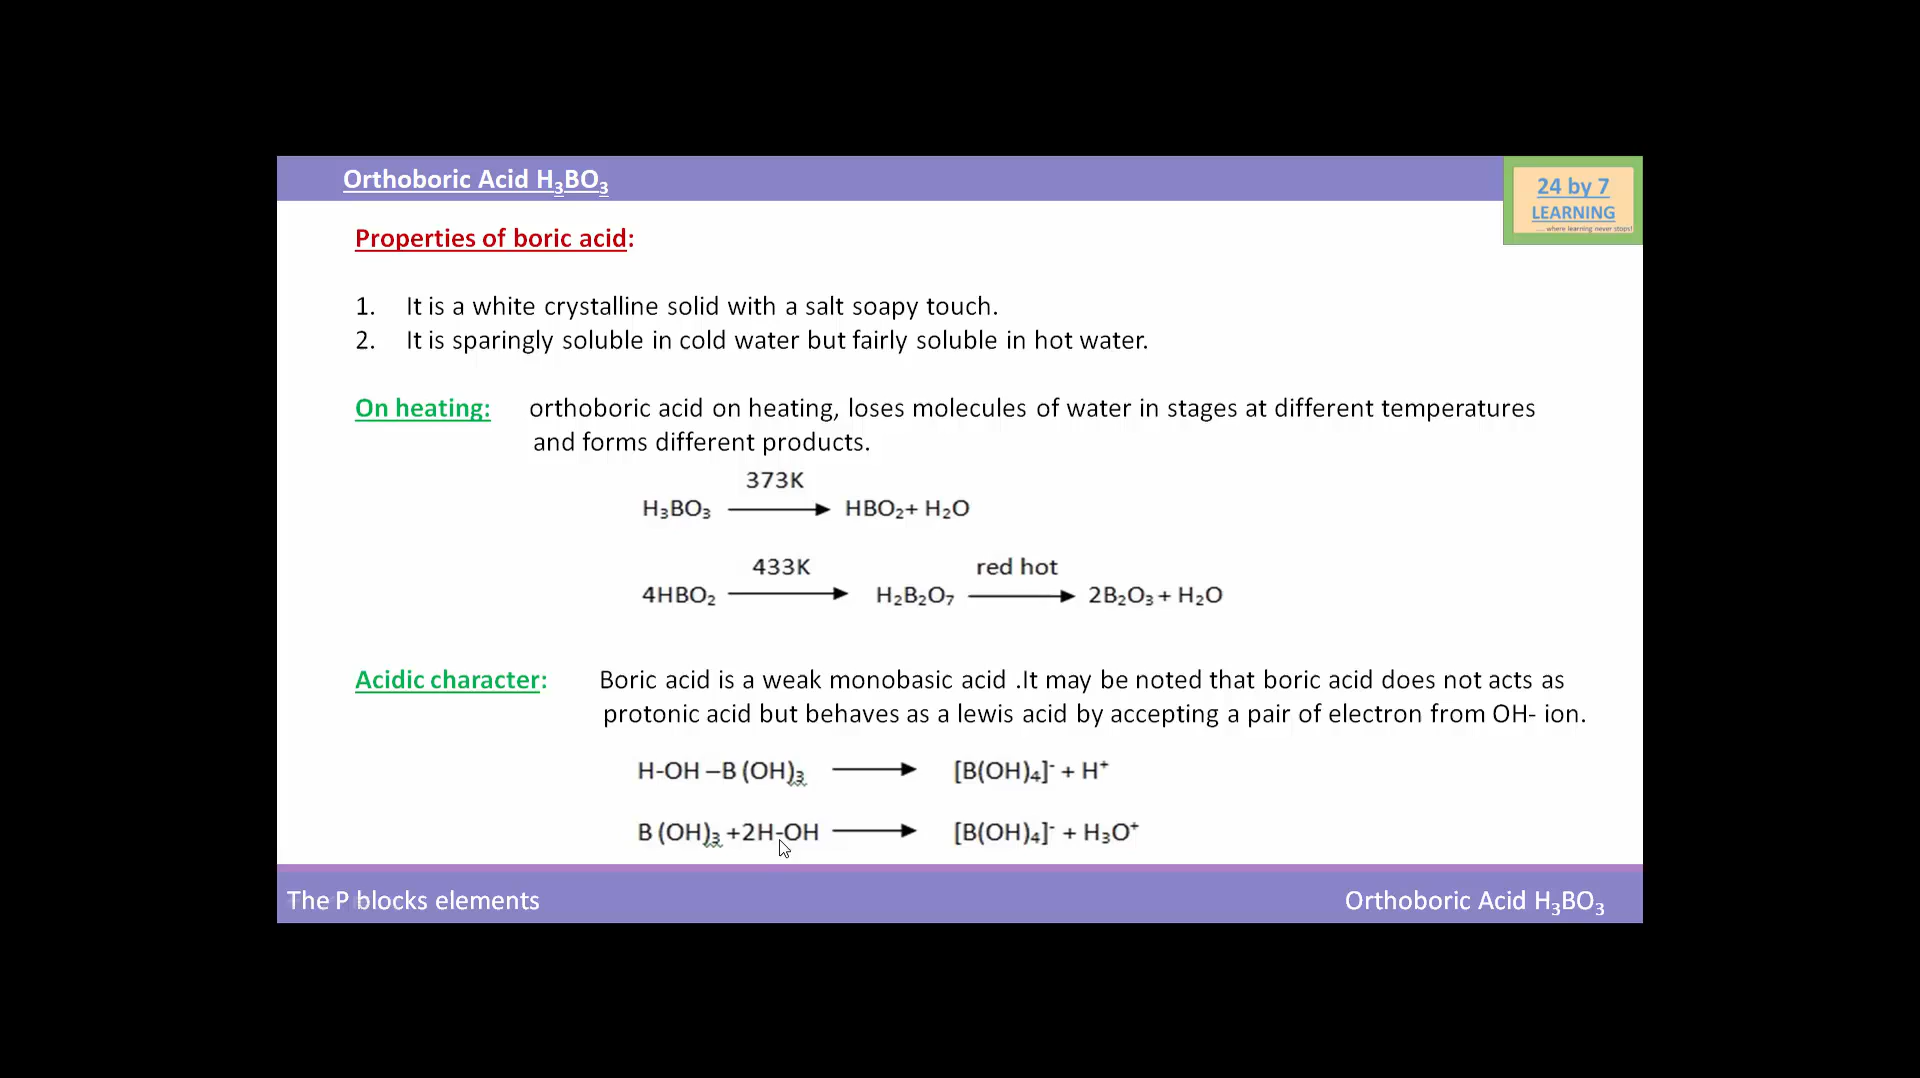 Orthoboric Acid H₃BO₃
24 by 7
LEARNING
.... where learning never stops!
Properties of boric acid:
1. It is a white crystalline solid with a salt soapy touch.
2. It is sparingly soluble in cold water but fairly soluble in hot water.
On heating: orthoboric acid on heating, loses molecules of water in stages at different temperatures
and forms different products.
373K
H₃BO₃ ⟶ HBO₂+ H₂O
433K red hot
4HBO₂ ⟶ H₂B₂O₇ ⟶ 2B₂O₃ + H₂O
Acidic character: Boric acid is a weak monobasic acid .It may be noted that boric acid does not acts as
protonic acid but behaves as a lewis acid by accepting a pair of electron from OH- ion.
H-OH –B (OH)₃ ⟶ [B(OH)₄]⁻ + H⁺
B (OH)₃ +2H-OH ⟶ [B(OH)₄]⁻ + H₃O⁺
The P blocks elements
Orthoboric Acid H₃BO₃